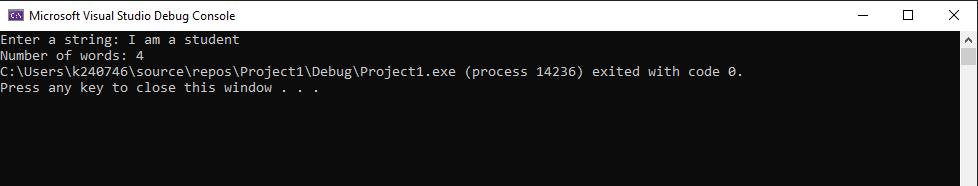 Microsoft Visual Studio Debug Console
Enter a string: I am a student
Number of words: 4
C:\Users\k240746\source\repos\Project1\Debug\Project1.exe (process 14236) exited with code 0.
Press any key to close this window . . .